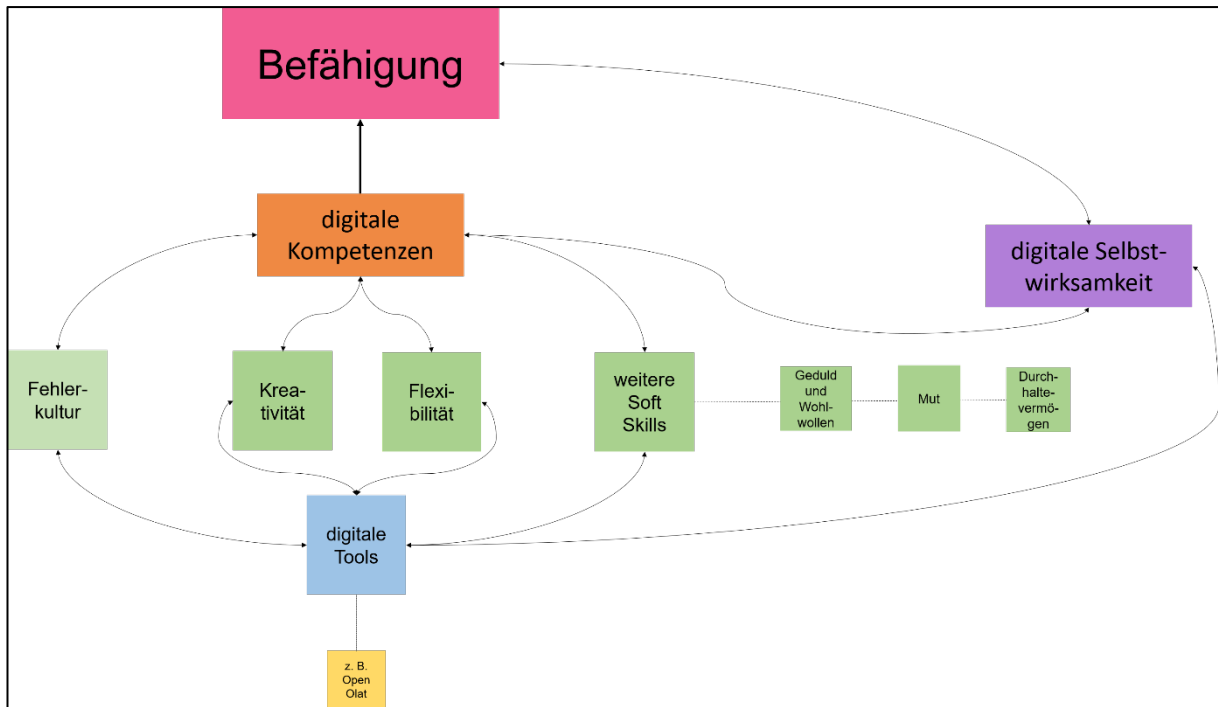 Befähigung
digitale
Kompetenzen
digitale Selbst-
wirksamkeit
Fehler-
kultur
Krea-
tivität
Flexi-
bilität
weitere
Soft
Skills
Geduld
und
Wohl-
wollen
Mut
Durch-
halte-
vermö-
gen
digitale
Tools
z. B.
Open
Olat